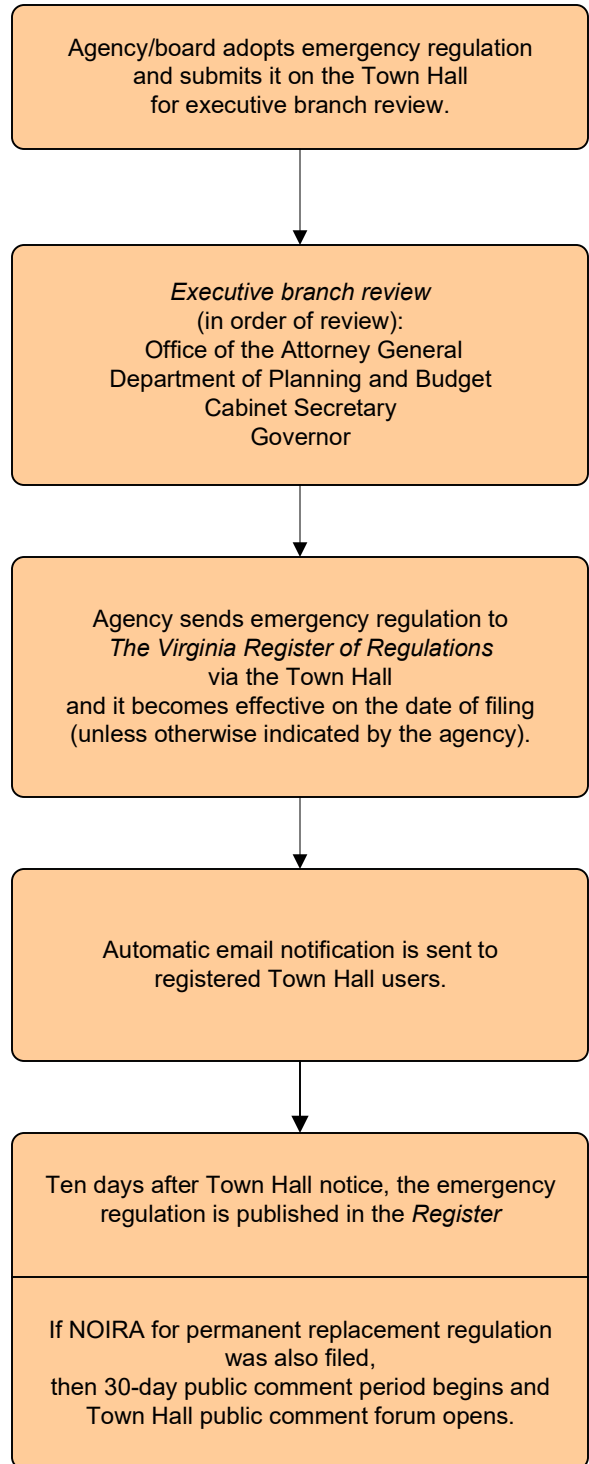 Agency/board adopts emergency regulation
and submits it on the Town Hall
for executive branch review.
Executive branch review
(in order of review):
Office of the Attorney General
Department of Planning and Budget
Cabinet Secretary
Governor
Agency sends emergency regulation to
The Virginia Register of Regulations
via the Town Hall
and it becomes effective on the date of filing
(unless otherwise indicated by the agency).
Automatic email notification is sent to
registered Town Hall users.
Ten days after Town Hall notice, the emergency
regulation is published in the Register
If NOIRA for permanent replacement regulation
was also filed,
then 30-day public comment period begins and
Town Hall public comment forum opens.